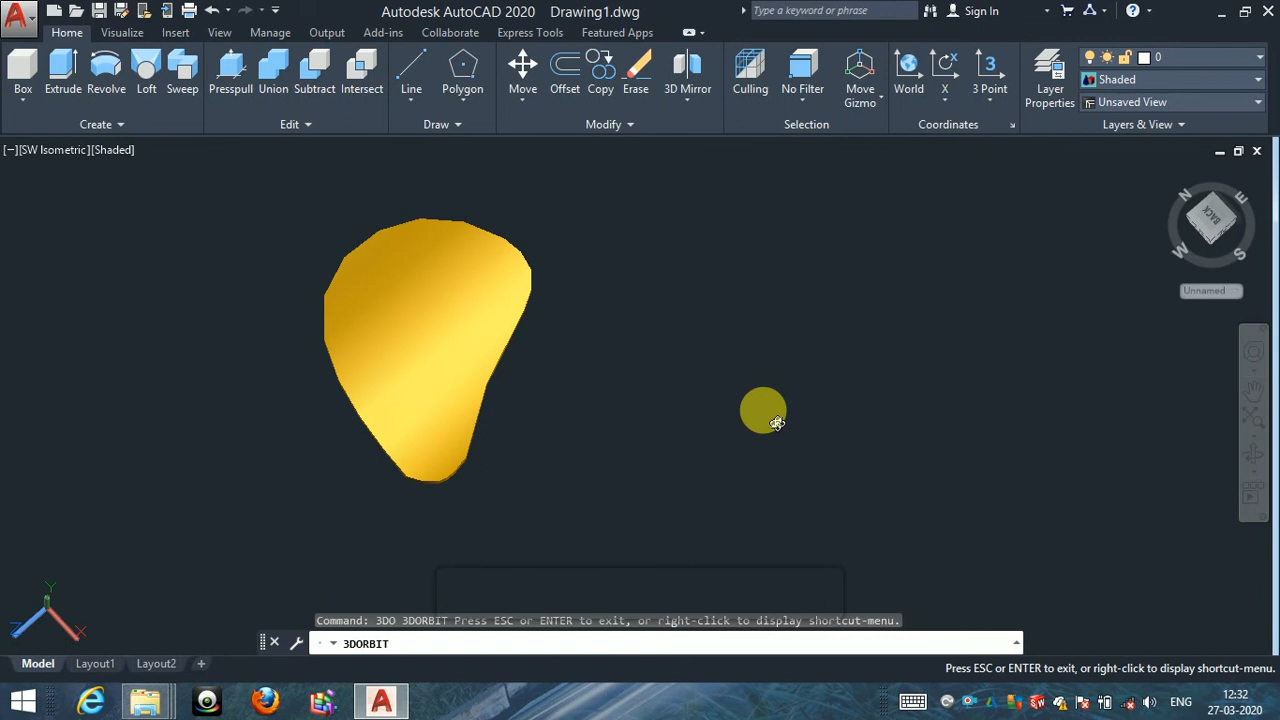 Autodesk AutoCAD 2020 Drawing1.dwg
Type a keyword or phrase
Sign In
Home Visualize Insert View Manage Output Add-ins Collaborate Express Tools Featured Apps
Box Extrude Revolve Loft Sweep
Presspull Union Subtract Intersect
Line Polygon
Move Offset Copy Erase 3D Mirror
Culling No Filter Move Gizmo
World X 3 Point
3
Layer Properties
0
Shaded
Unsaved View
Create Edit Draw Modify Selection Coordinates Layers & View
[−][SW Isometric][Shaded]
N E
BACK
W S
Unnamed
Y
Z X
Command: 3DO 3DORBIT Press ESC or ENTER to exit, or right-click to display shortcut-menu.
3DORBIT
Model Layout1 Layout2 +
Press ESC or ENTER to exit, or right-click to display shortcut-menu.
ENG
12:32
27-03-2020